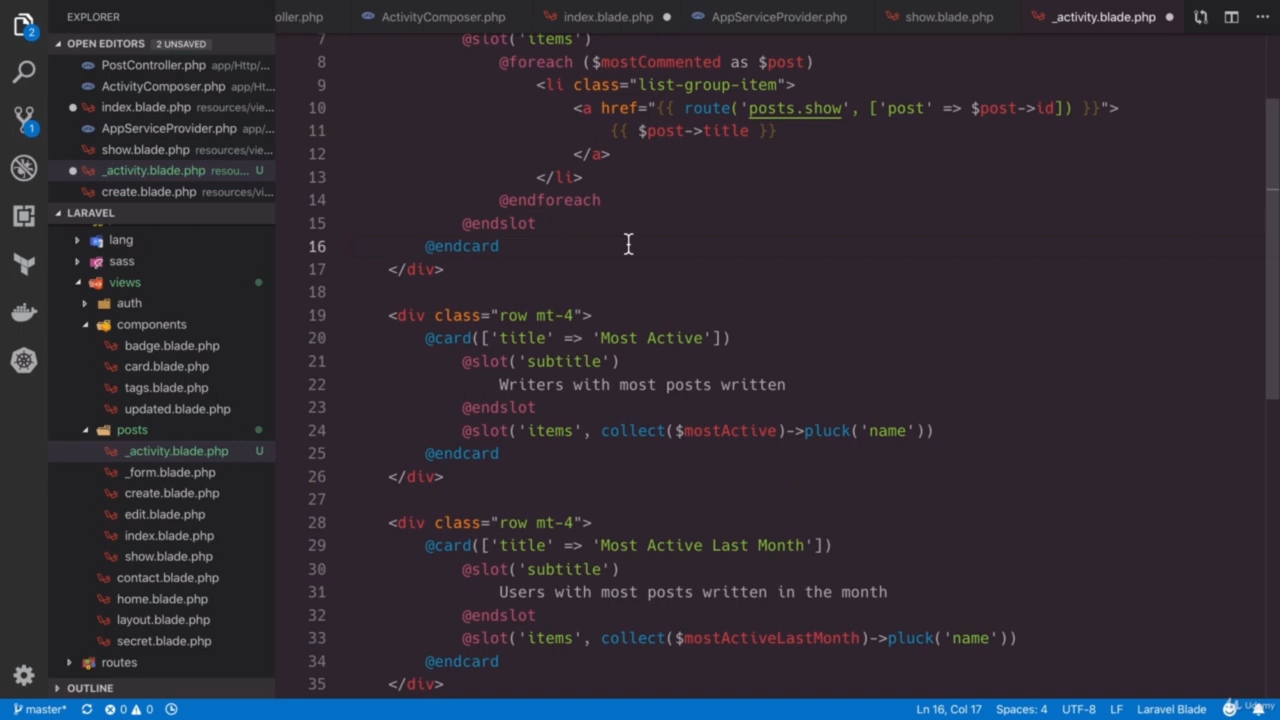 EXPLORER
oller.php
ActivityComposer.php
index.blade.php
AppServiceProvider.php
show.blade.php
_activity.blade.php
2
1
OPEN EDITORS 2 UNSAVED
PostController.php app/Http/...
ActivityComposer.php app/Ht...
index.blade.php resources/vie...
AppServiceProvider.php app/...
show.blade.php resources/vie...
_activity.blade.php resou... U
create.blade.php resources/vi...
LARAVEL
lang
sass
views
auth
components
badge.blade.php
card.blade.php
tags.blade.php
updated.blade.php
posts
_activity.blade.php U
_form.blade.php
create.blade.php
edit.blade.php
index.blade.php
show.blade.php
contact.blade.php
home.blade.php
layout.blade.php
secret.blade.php
routes
OUTLINE
7 @slot('items')
8 @foreach ($mostCommented as $post)
9 <li class="list-group-item">
10 <a href="{{ route('posts.show', ['post' => $post->id]) }}">
11 {{ $post->title }}
12 </a>
13 </li>
14 @endforeach
15 @endslot
16 @endcard
17 </div>
18
19 <div class="row mt-4">
20 @card(['title' => 'Most Active'])
21 @slot('subtitle')
22 Writers with most posts written
23 @endslot
24 @slot('items', collect($mostActive)->pluck('name'))
25 @endcard
26 </div>
27
28 <div class="row mt-4">
29 @card(['title' => 'Most Active Last Month'])
30 @slot('subtitle')
31 Users with most posts written in the month
32 @endslot
33 @slot('items', collect($mostActiveLastMonth)->pluck('name'))
34 @endcard
35 </div>
master* 0 0 Ln 16, Col 17 Spaces: 4 UTF-8 LF Laravel Blade
Udemy